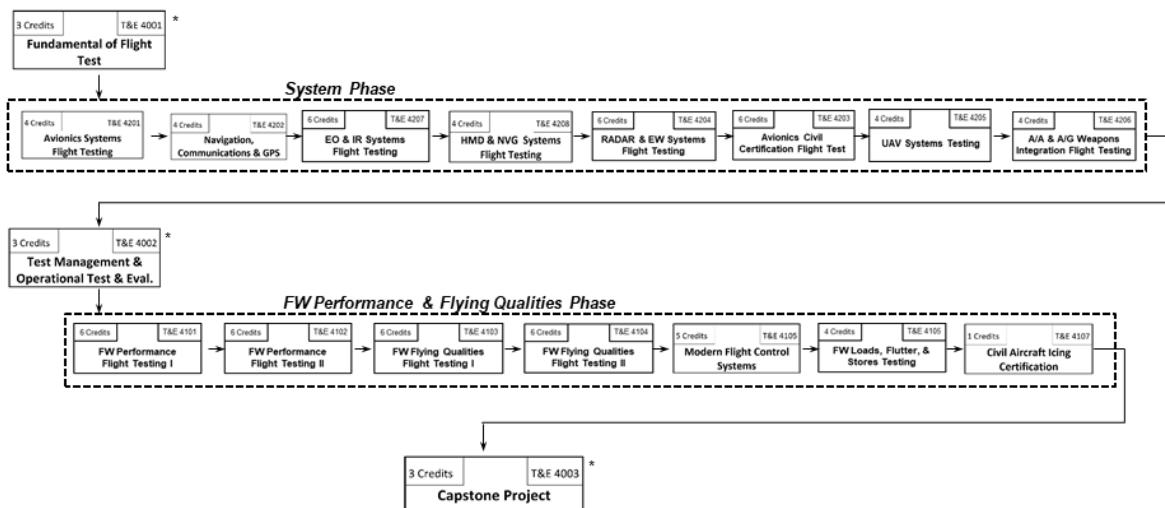 3 Credits T&E 4001 *
Fundamental of Flight
Test
System Phase
4 Credits T&E 4201
Avionics Systems
Flight Testing
4 Credits T&E 4202
Navigation,
Communications & GPS
6 Credits T&E 4207
EO & IR Systems
Flight Testing
4 Credits T&E 4208
HMD & NVG Systems
Flight Testing
6 Credits T&E 4204
RADAR & EW Systems
Flight Testing
6 Credits T&E 4203
Avionics Civil
Certification Flight Test
4 Credits T&E 4205
UAV Systems Testing
4 Credits T&E 4206
A/A & A/G Weapons
Integration Flight Testing
3 Credits T&E 4002 *
Test Management &
Operational Test & Eval.
FW Performance & Flying Qualities Phase
6 Credits T&E 4101
FW Performance
Flight Testing I
6 Credits T&E 4102
FW Performance
Flight Testing II
6 Credits T&E 4103
FW Flying Qualities
Flight Testing I
6 Credits T&E 4104
FW Flying Qualities
Flight Testing II
5 Credits T&E 4105
Modern Flight Control
Systems
4 Credits T&E 4105
FW Loads, Flutter, &
Stores Testing
1 Credits T&E 4107
Civil Aircraft Icing
Certification
3 Credits T&E 4003 *
Capstone Project